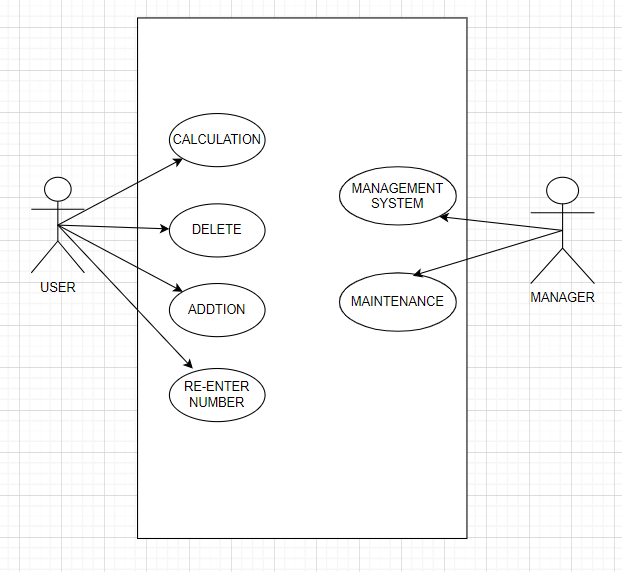 CALCULATION
DELETE
ADDTION
RE-ENTER
NUMBER
USER
MANAGEMENT
SYSTEM
MAINTENANCE
MANAGER